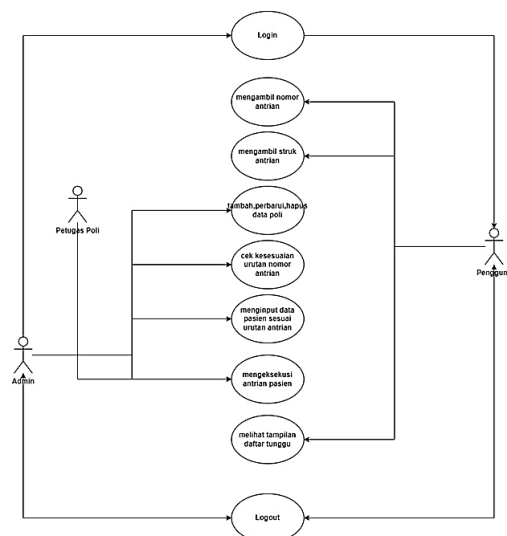 Login
mengambil nomor
antrian
mengambil struk
antrian
tambah,perbarui,hapus
data poli
Petugas Poli
cek kesesuaian
urutan nomor
antrian
Penggun
menginput data
pasien sesuai
urutan antrian
Admin
mengeksekusi
antrian pasien
melihat tampilan
daftar tunggu
Logout